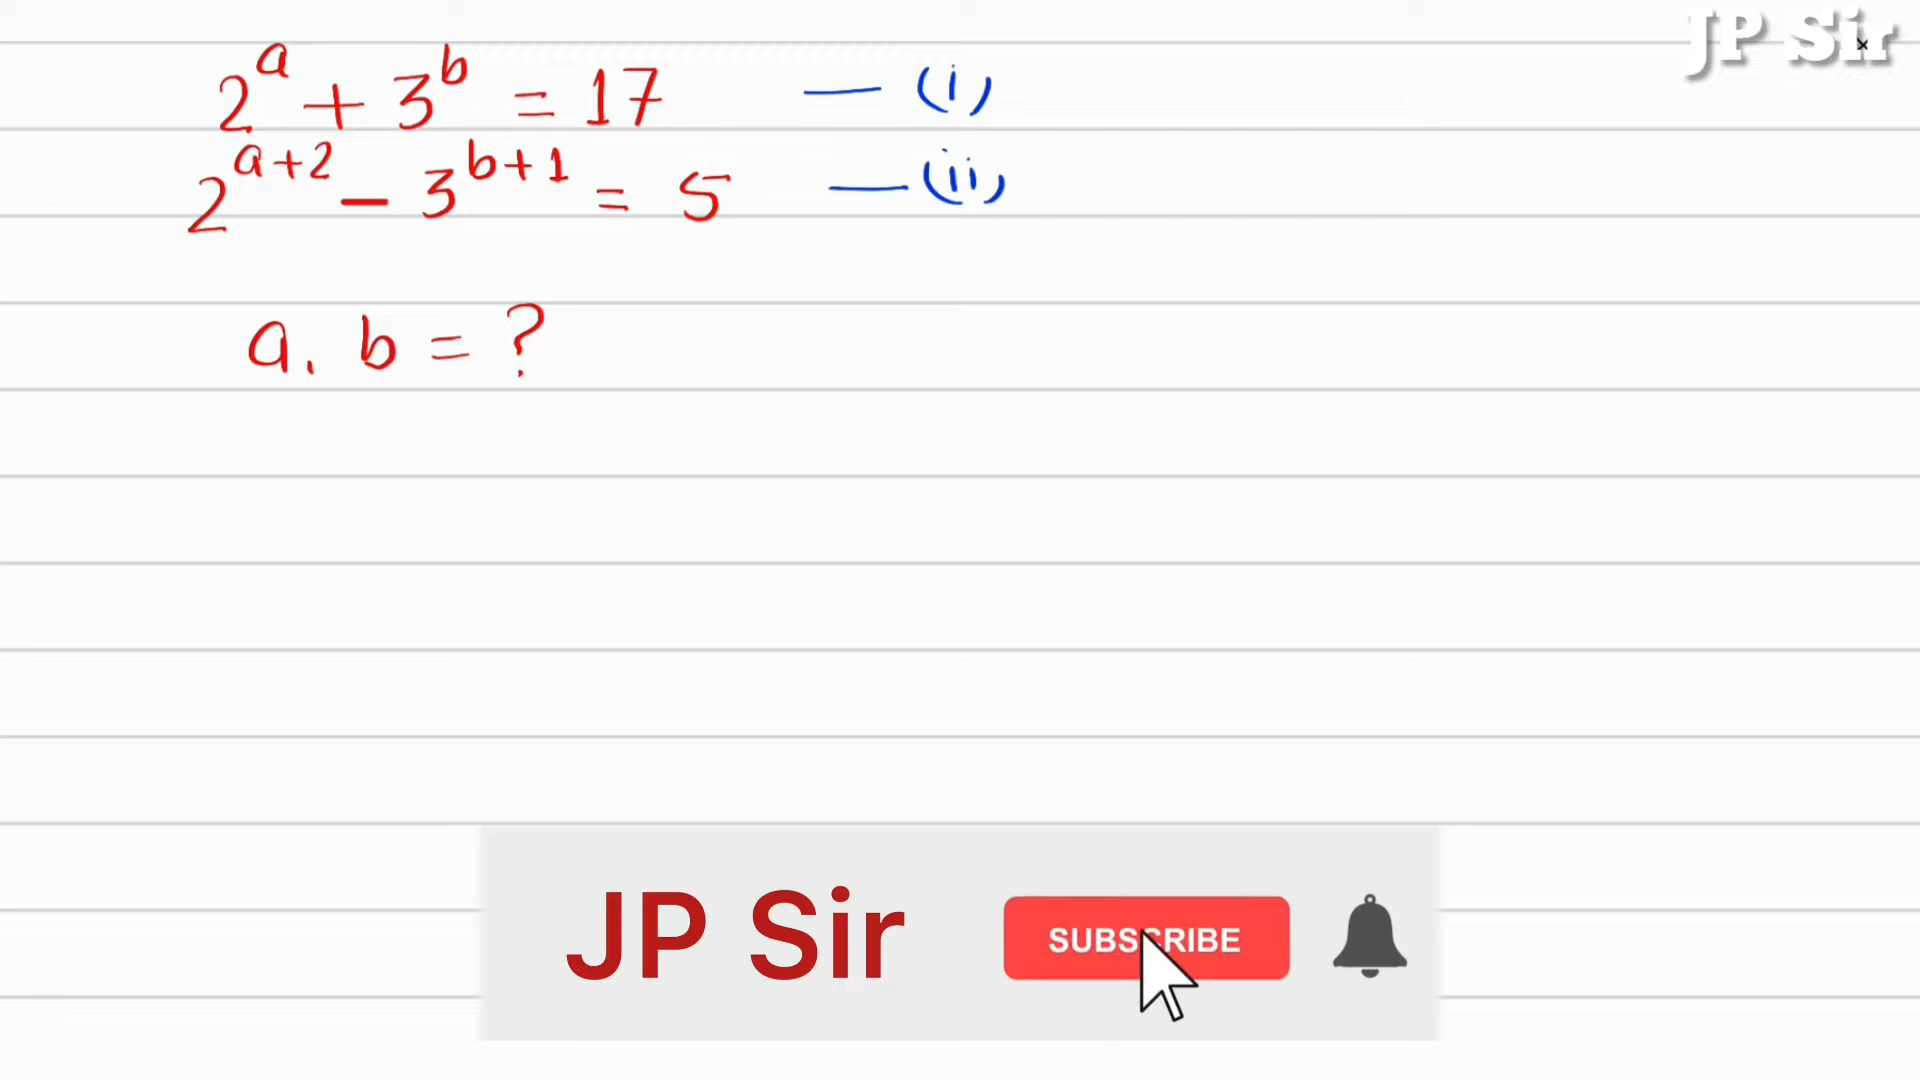 JP Sir
2^a + 3^b = 17 — (i)
2^{a+2} - 3^{b+1} = 5 — (ii)
a, b = ?
JP Sir SUBSCRIBE